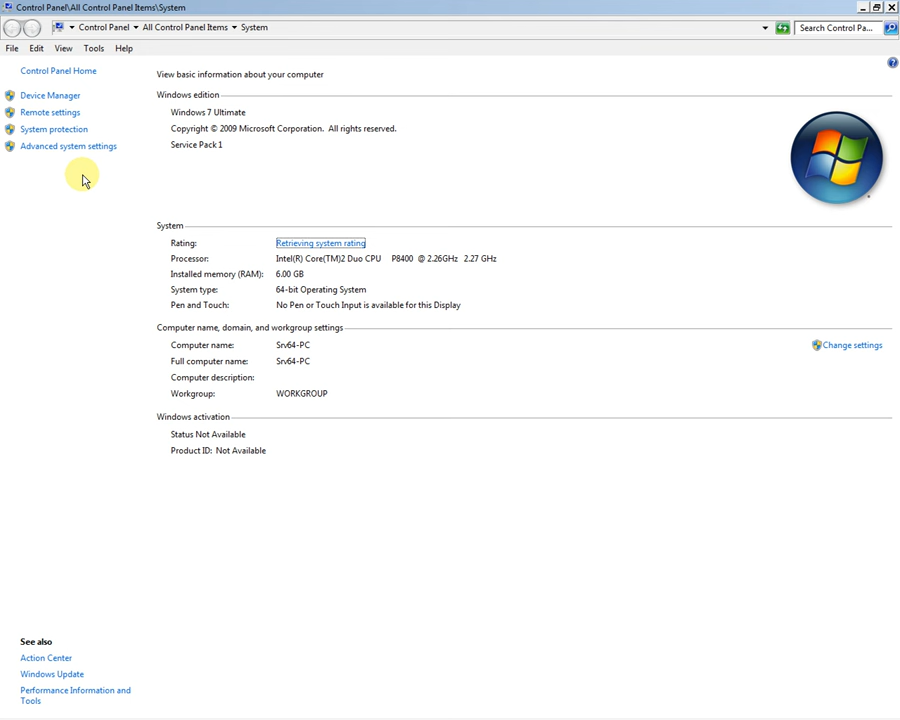 Control Panel\All Control Panel Items\System
Control Panel All Control Panel Items System
Search Control Pa...
File Edit View Tools Help
Control Panel Home
Device Manager
Remote settings
System protection
Advanced system settings
View basic information about your computer
Windows edition
Windows 7 Ultimate
Copyright © 2009 Microsoft Corporation. All rights reserved.
Service Pack 1
System
Rating: Retrieving system rating
Processor: Intel(R) Core(TM)2 Duo CPU P8400 @ 2.26GHz 2.27 GHz
Installed memory (RAM): 6.00 GB
System type: 64-bit Operating System
Pen and Touch: No Pen or Touch Input is available for this Display
Computer name, domain, and workgroup settings
Computer name: Srv64-PC
Change settings
Full computer name: Srv64-PC
Computer description:
Workgroup: WORKGROUP
Windows activation
Status Not Available
Product ID: Not Available
See also
Action Center
Windows Update
Performance Information and
Tools